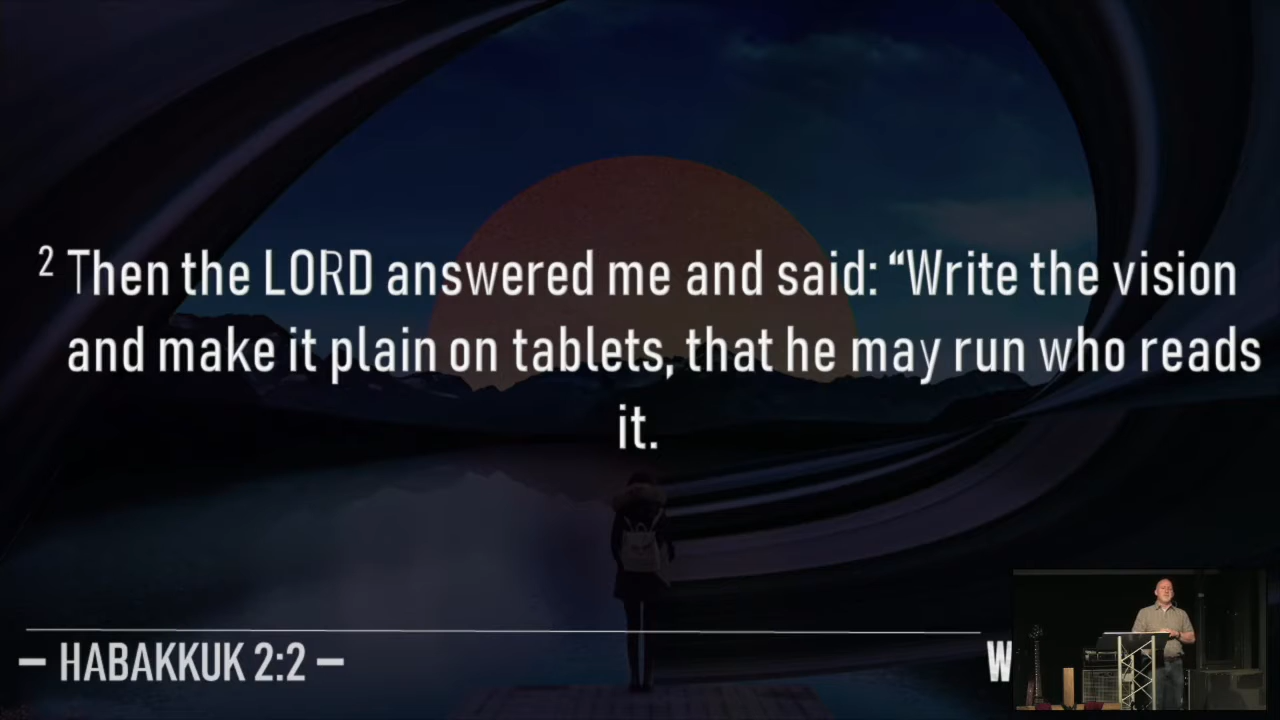 2 Then the LORD answered me and said: “Write the vision
and make it plain on tablets, that he may run who reads
it.
– HABAKKUK 2:2 –